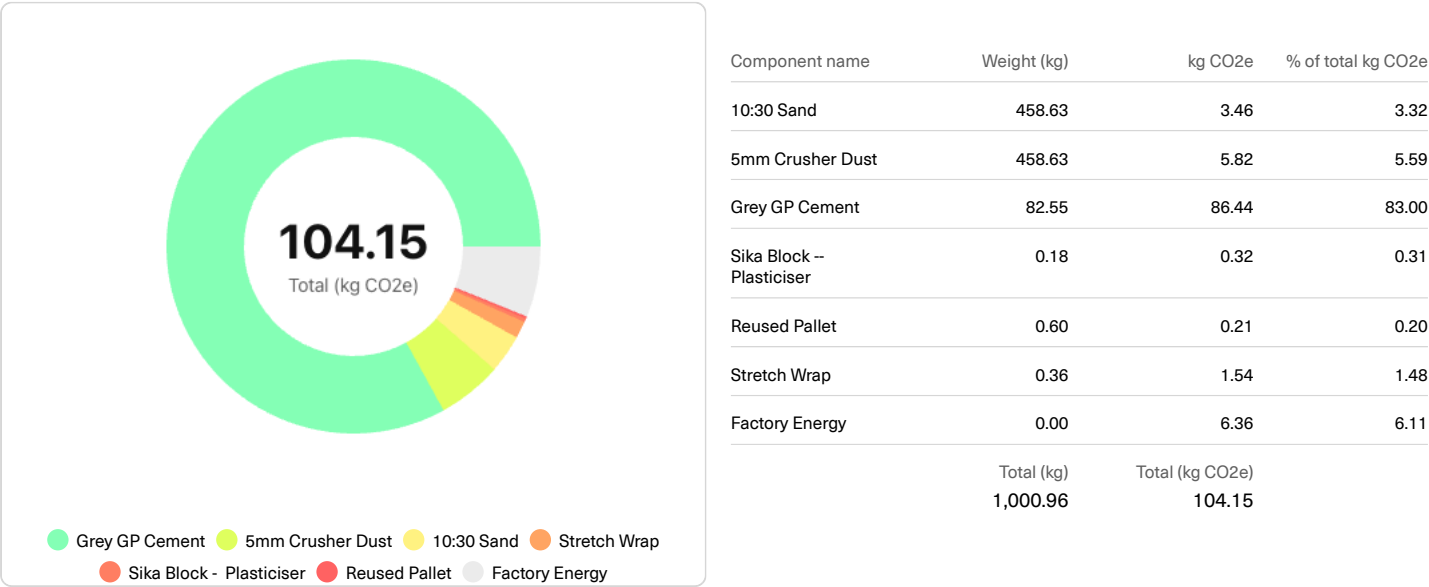 104.15
Total (kg CO2e)
Grey GP Cement 5mm Crusher Dust 10:30 Sand Stretch Wrap
Sika Block - Plasticiser Reused Pallet Factory Energy
Component name Weight (kg) kg CO2e % of total kg CO2e
10:30 Sand 458.63 3.46 3.32
5mm Crusher Dust 458.63 5.82 5.59
Grey GP Cement 82.55 86.44 83.00
Sika Block -- 0.18 0.32 0.31
Plasticiser
Reused Pallet 0.60 0.21 0.20
Stretch Wrap 0.36 1.54 1.48
Factory Energy 0.00 6.36 6.11
Total (kg) Total (kg CO2e)
1,000.96 104.15